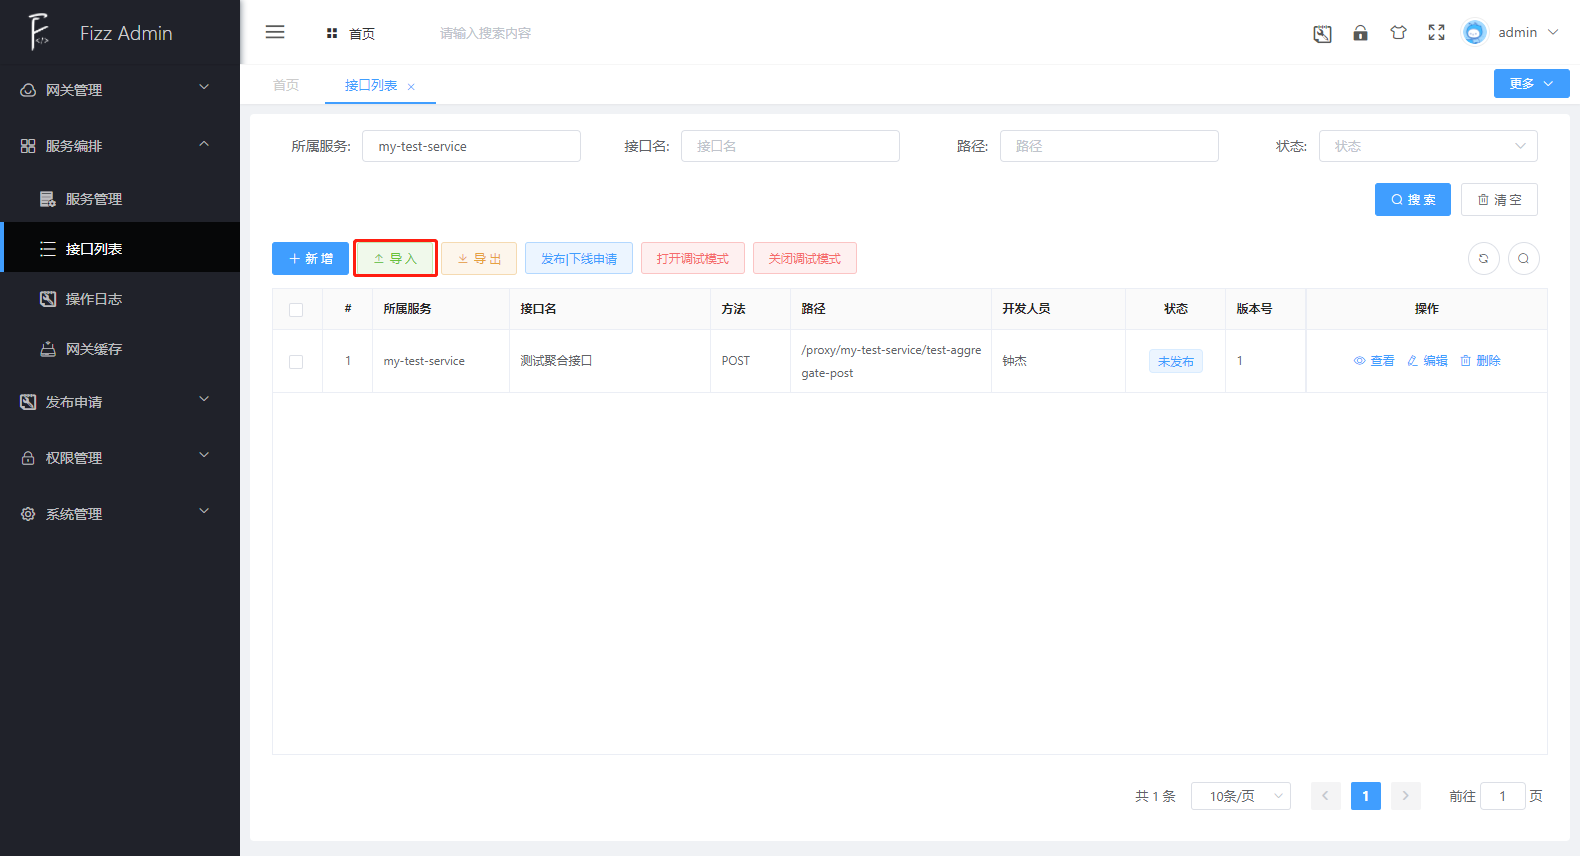 Fizz Admin
首页
请输入搜索内容
admin
网关管理
服务编排
服务管理
接口列表
操作日志
网关缓存
发布申请
权限管理
系统管理
首页 接口列表 ×
更多
所属服务: my-test-service 接口名: 接口名 路径: 路径 状态: 状态
搜索 清空
新增 导入 导出 发布|下线申请 打开调试模式 关闭调试模式
# 所属服务 接口名 方法 路径 开发人员 状态 版本号 操作
1 my-test-service 测试聚合接口 POST /proxy/my-test-service/test-aggre
gate-post 钟杰 未发布 1 查看 编辑 删除
共 1 条 10条/页 1 前往 1 页